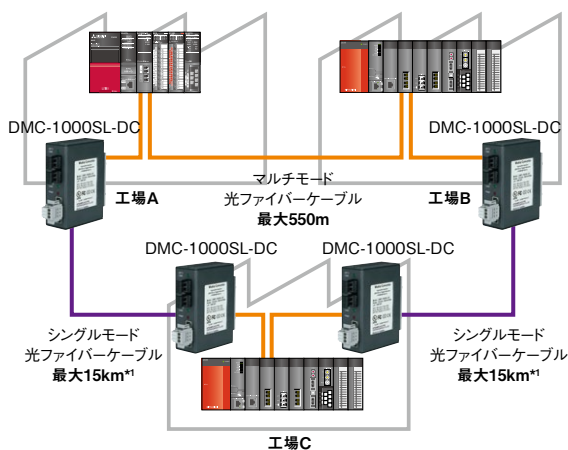 DMC-1000SL-DC
DMC-1000SL-DC
工場A
マルチモード
光ファイバーケーブル
最大550m
工場B
DMC-1000SL-DC
DMC-1000SL-DC
シングルモード
光ファイバーケーブル
最大15km*1
シングルモード
光ファイバーケーブル
最大15km*1
工場C